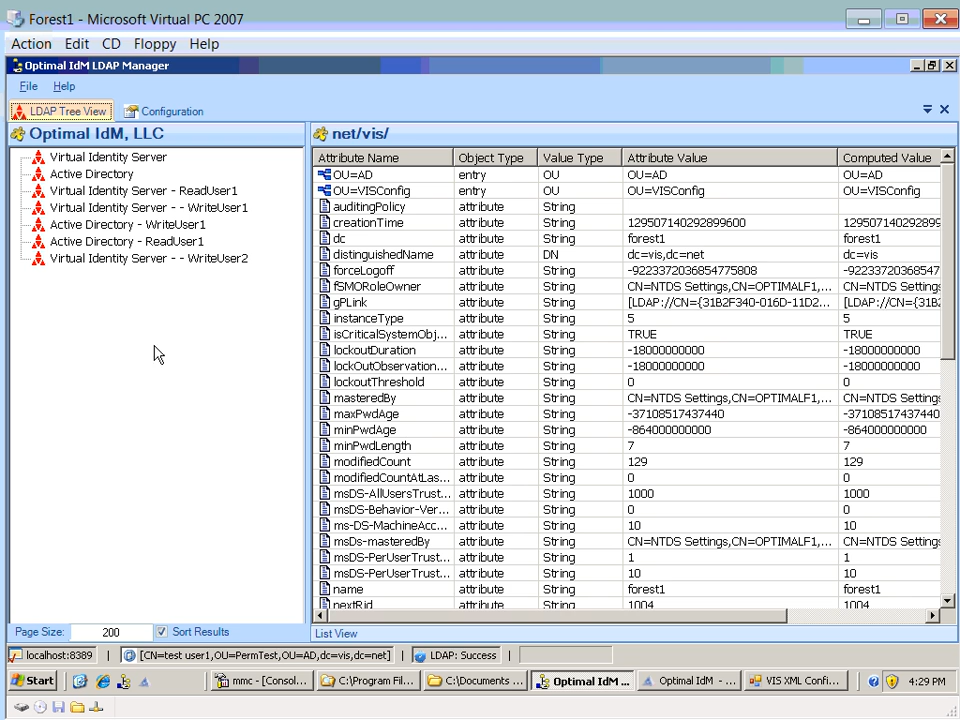 Forest1 - Microsoft Virtual PC 2007
Action Edit CD Floppy Help
Optimal IdM LDAP Manager
File Help
LDAP Tree View Configuration
Optimal IdM, LLC
Virtual Identity Server
Active Directory
Virtual Identity Server - ReadUser1
Virtual Identity Server - - WriteUser1
Active Directory - WriteUser1
Active Directory - ReadUser1
Virtual Identity Server - - WriteUser2
Page Size: 200 Sort Results
net/vis/
Attribute Name Object Type Value Type Attribute Value Computed Value
OU=AD entry OU OU=AD OU=AD
OU=VISConfig entry OU OU=VISConfig OU=VISConfig
auditingPolicy attribute String
creationTime attribute String 129507140292899600 129507140292899
dc attribute String forest1 forest1
distinguishedName attribute DN dc=vis,dc=net dc=vis
forceLogoff attribute String -9223372036854775808 -92233720368547
fSMORoleOwner attribute String CN=NTDS Settings,CN=OPTIMALF1,... CN=NTDS Settings
gPLink attribute String [LDAP://CN={31B2F340-016D-11D2... [LDAP://CN={31B2
instanceType attribute String 5 5
isCriticalSystemObj... attribute String TRUE TRUE
lockoutDuration attribute String -18000000000 -18000000000
lockOutObservation... attribute String -18000000000 -18000000000
lockoutThreshold attribute String 0 0
masteredBy attribute String CN=NTDS Settings,CN=OPTIMALF1,... CN=NTDS Settings
maxPwdAge attribute String -37108517437440 -37108517437440
minPwdAge attribute String -864000000000 -864000000000
minPwdLength attribute String 7 7
modifiedCount attribute String 129 129
modifiedCountAtLas... attribute String 0 0
msDS-AllUsersTrust... attribute String 1000 1000
msDS-Behavior-Ver... attribute String 0 0
ms-DS-MachineAcc... attribute String 10 10
msDs-masteredBy attribute String CN=NTDS Settings,CN=OPTIMALF1,... CN=NTDS Settings
msDS-PerUserTrust... attribute String 1 1
msDS-PerUserTrust... attribute String 10 10
name attribute String forest1 forest1
nextRid attribute String 1004 1004
List View
localhost:8389 | [CN=test user1,OU=PermTest,OU=AD,dc=vis,dc=net] | LDAP: Success |
Start mmc - [Consol... C:\Program Fil... C:\Documents ... Optimal IdM ... Optimal IdM - ... VIS XML Confi... 4:29 PM